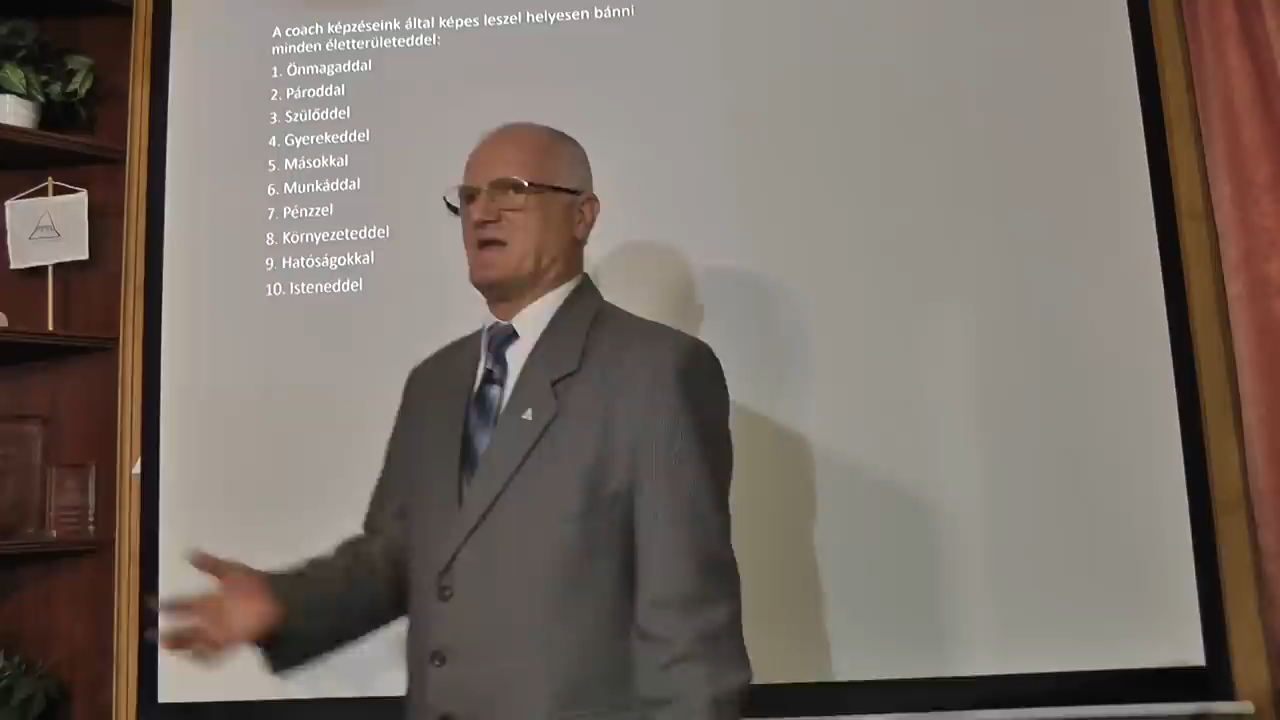 A coach képzéseink által képes leszel helyesen bánni
minden életterületeddel:
1. Önmagaddal
2. Pároddal
3. Szülőddel
4. Gyerekeddel
5. Másokkal
6. Munkáddal
7. Pénzzel
8. Környezeteddel
9. Hatóságokkal
10. Isteneddel